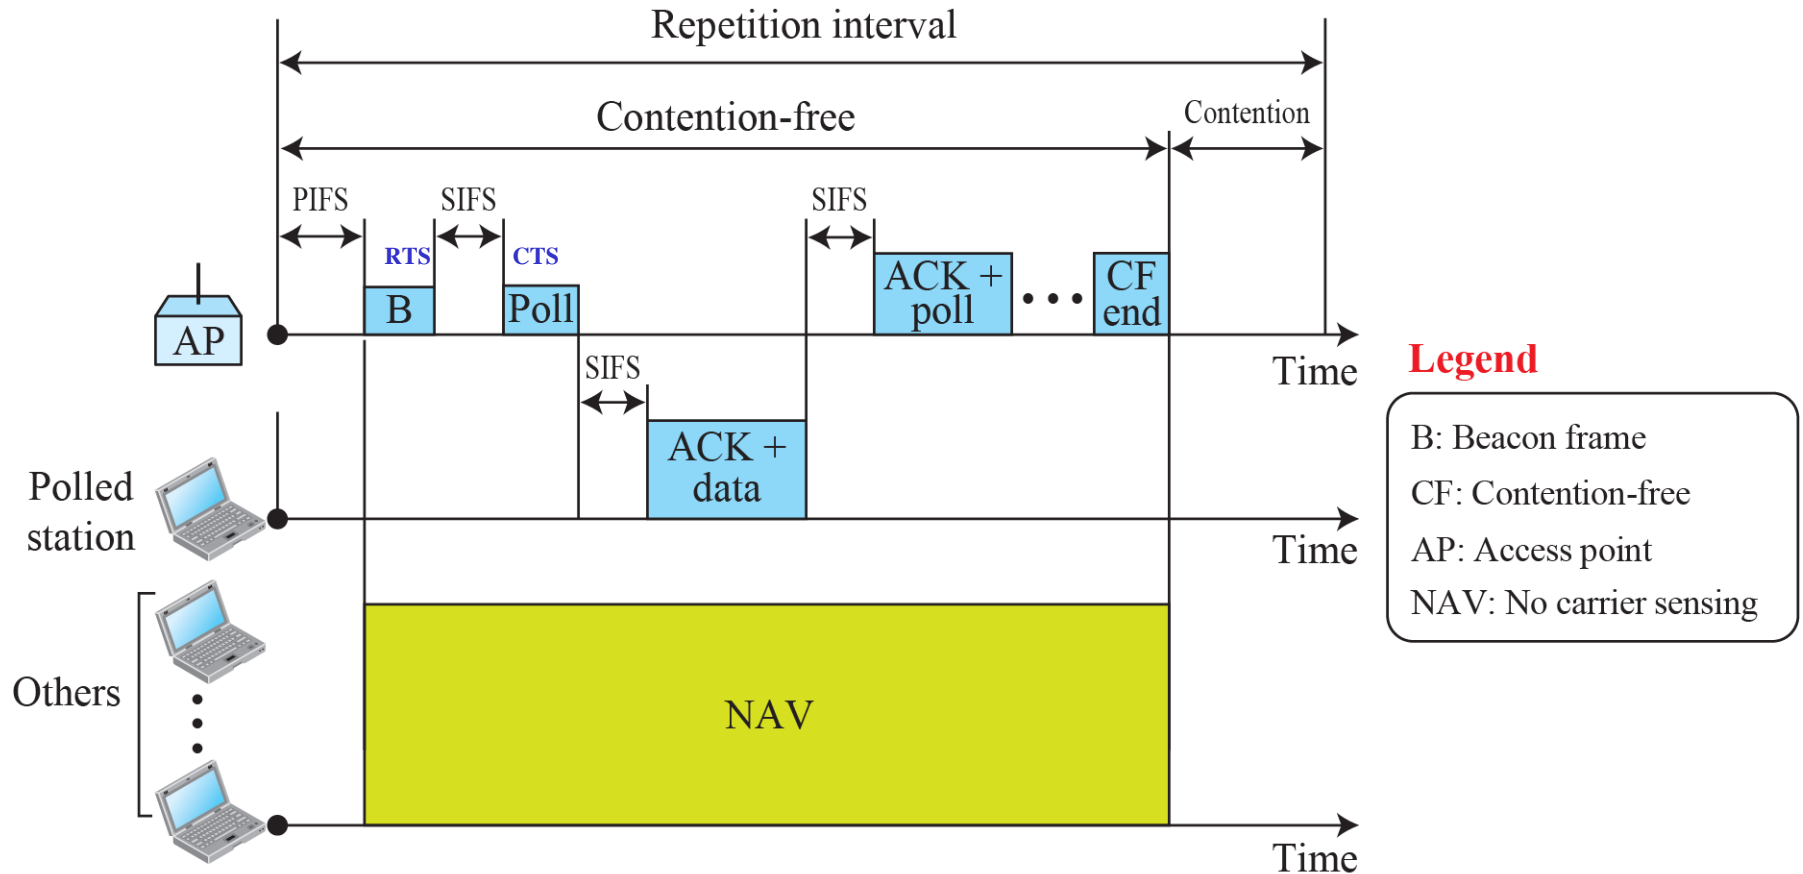 Repetition interval
Contention-free
Contention
PIFS
SIFS
SIFS
RTS
CTS
B
Poll
ACK +
poll
CF
end
AP
Time
SIFS
ACK +
data
Polled
station
Time
Others
NAV
Time
Legend
B: Beacon frame
CF: Contention-free
AP: Access point
NAV: No carrier sensing